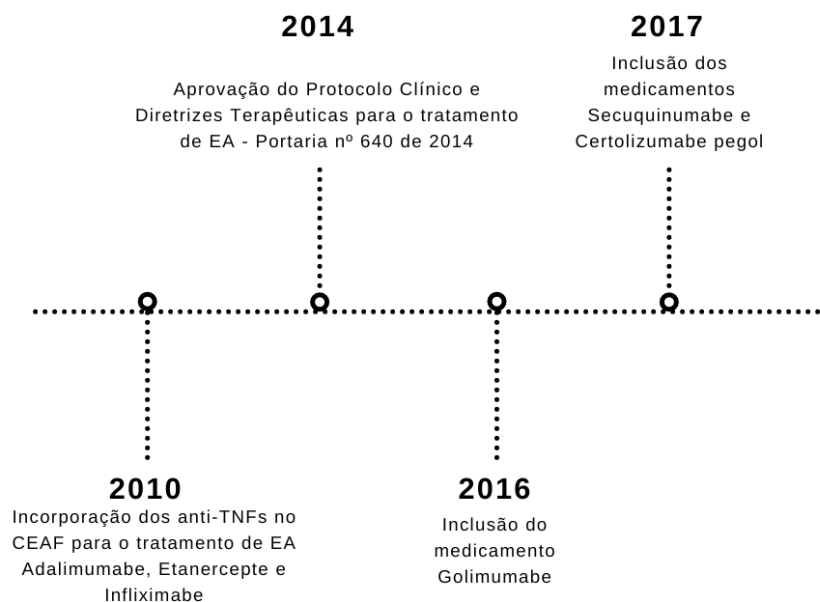 2014
Aprovação do Protocolo Clínico e
Diretrizes Terapêuticas para o tratamento
de EA - Portaria nº 640 de 2014
2017
Inclusão dos
medicamentos
Secuquinumabe e
Certolizumabe pegol
2010
Incorporação dos anti-TNFs no
CEAF para o tratamento de EA
Adalimumabe, Etanercepte e
Infliximabe
2016
Inclusão do
medicamento
Golimumabe